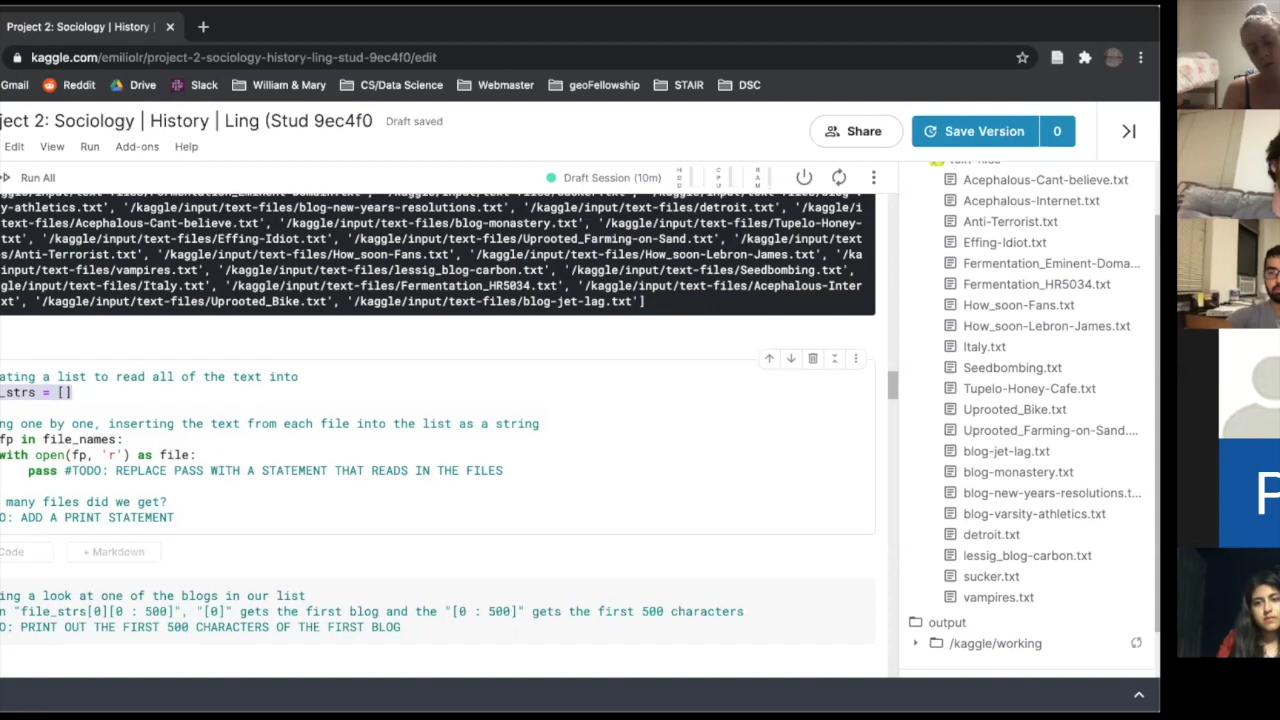 Project 2: Sociology | History |
kaggle.com/emiliolr/project-2-sociology-history-ling-stud-9ec4f0/edit
Gmail Reddit Drive Slack William & Mary CS/Data Science Webmaster geoFellowship STAIR DSC
ject 2: Sociology | History | Ling (Stud 9ec4f0 Draft saved
Share Save Version 0
Edit View Run Add-ons Help
Run All Draft Session (10m) HDD CPU RAM
y-athletics.txt', '/kaggle/input/text-files/blog-new-years-resolutions.txt', '/kaggle/input/text-files/detroit.txt', '/kaggle/i
t/text-files/Acephalous-Cant-believe.txt', '/kaggle/input/text-files/blog-monastery.txt', '/kaggle/input/text-files/Tupelo-Honey-
txt', '/kaggle/input/text-files/Effing-Idiot.txt', '/kaggle/input/text-files/Uprooted_Farming-on-Sand.txt', '/kaggle/input/text
s/Anti-Terrorist.txt', '/kaggle/input/text-files/How_soon-Fans.txt', '/kaggle/input/text-files/How_soon-Lebron-James.txt', '/ka
input/text-files/vampires.txt', '/kaggle/input/text-files/lessig_blog-carbon.txt', '/kaggle/input/text-files/Seedbombing.txt',
gle/input/text-files/Italy.txt', '/kaggle/input/text-files/Fermentation_HR5034.txt', '/kaggle/input/text-files/Acephalous-Inter
xt', '/kaggle/input/text-files/Uprooted_Bike.txt', '/kaggle/input/text-files/blog-jet-lag.txt']
ating a list to read all of the text into
_strs = []
ng one by one, inserting the text from each file into the list as a string
fp in file_names:
with open(fp, 'r') as file:
pass #TODO: REPLACE PASS WITH A STATEMENT THAT READS IN THE FILES
many files did we get?
O: ADD A PRINT STATEMENT
Code + Markdown
ing a look at one of the blogs in our list
n "file_strs[0][0 : 500]", "[0]" gets the first blog and the "[0 : 500]" gets the first 500 characters
O: PRINT OUT THE FIRST 500 CHARACTERS OF THE FIRST BLOG
Acephalous-Cant-believe.txt
Acephalous-Internet.txt
Anti-Terrorist.txt
Effing-Idiot.txt
Fermentation_Eminent-Doma...
Fermentation_HR5034.txt
How_soon-Fans.txt
How_soon-Lebron-James.txt
Italy.txt
Seedbombing.txt
Tupelo-Honey-Cafe.txt
Uprooted_Bike.txt
Uprooted_Farming-on-Sand....
blog-jet-lag.txt
blog-monastery.txt
blog-new-years-resolutions.t...
blog-varsity-athletics.txt
detroit.txt
lessig_blog-carbon.txt
sucker.txt
vampires.txt
output
/kaggle/working
P